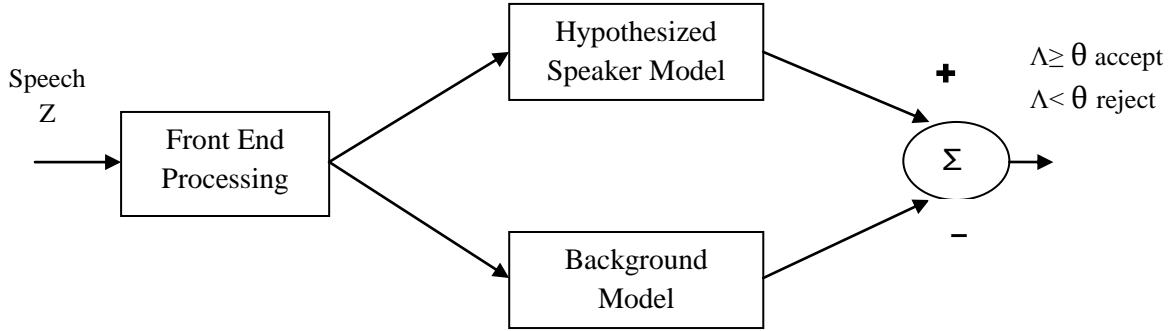 Speech
Z
Front End
Processing
Hypothesized
Speaker Model
Background
Model
+
Σ
−
Λ≥ θ accept
Λ< θ reject